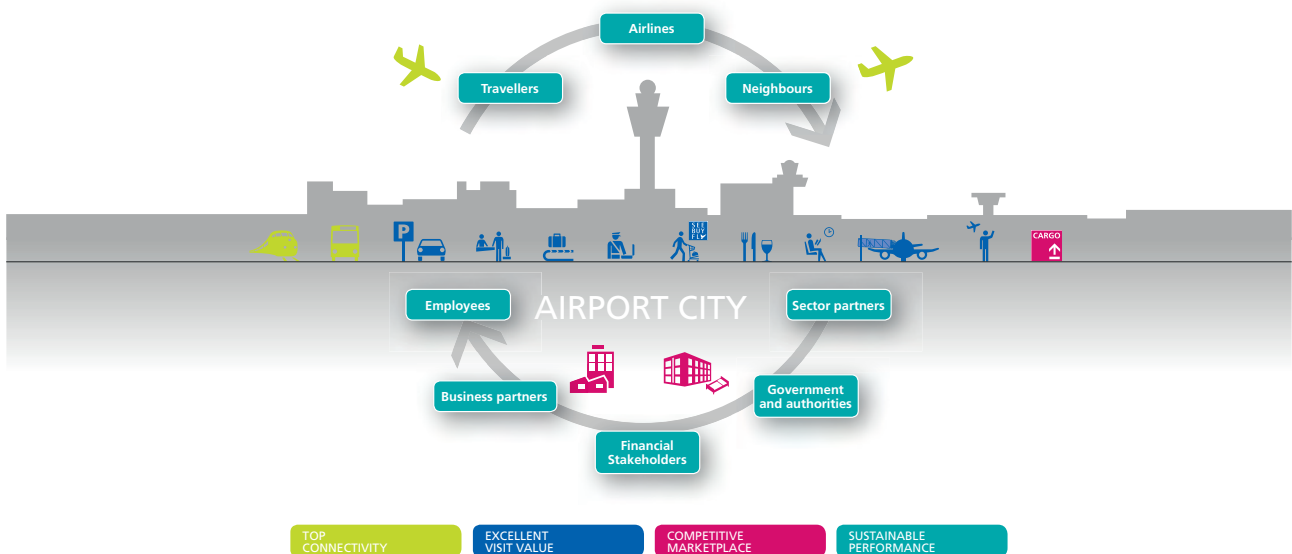 Airlines
Travellers
Neighbours
P
SEE
BUY
FLY
CARGO
Employees
AIRPORT CITY
Sector partners
Business partners
Government
and authorities
Financial
Stakeholders
TOP
CONNECTIVITY
EXCELLENT
VISIT VALUE
COMPETITIVE
MARKETPLACE
SUSTAINABLE
PERFORMANCE